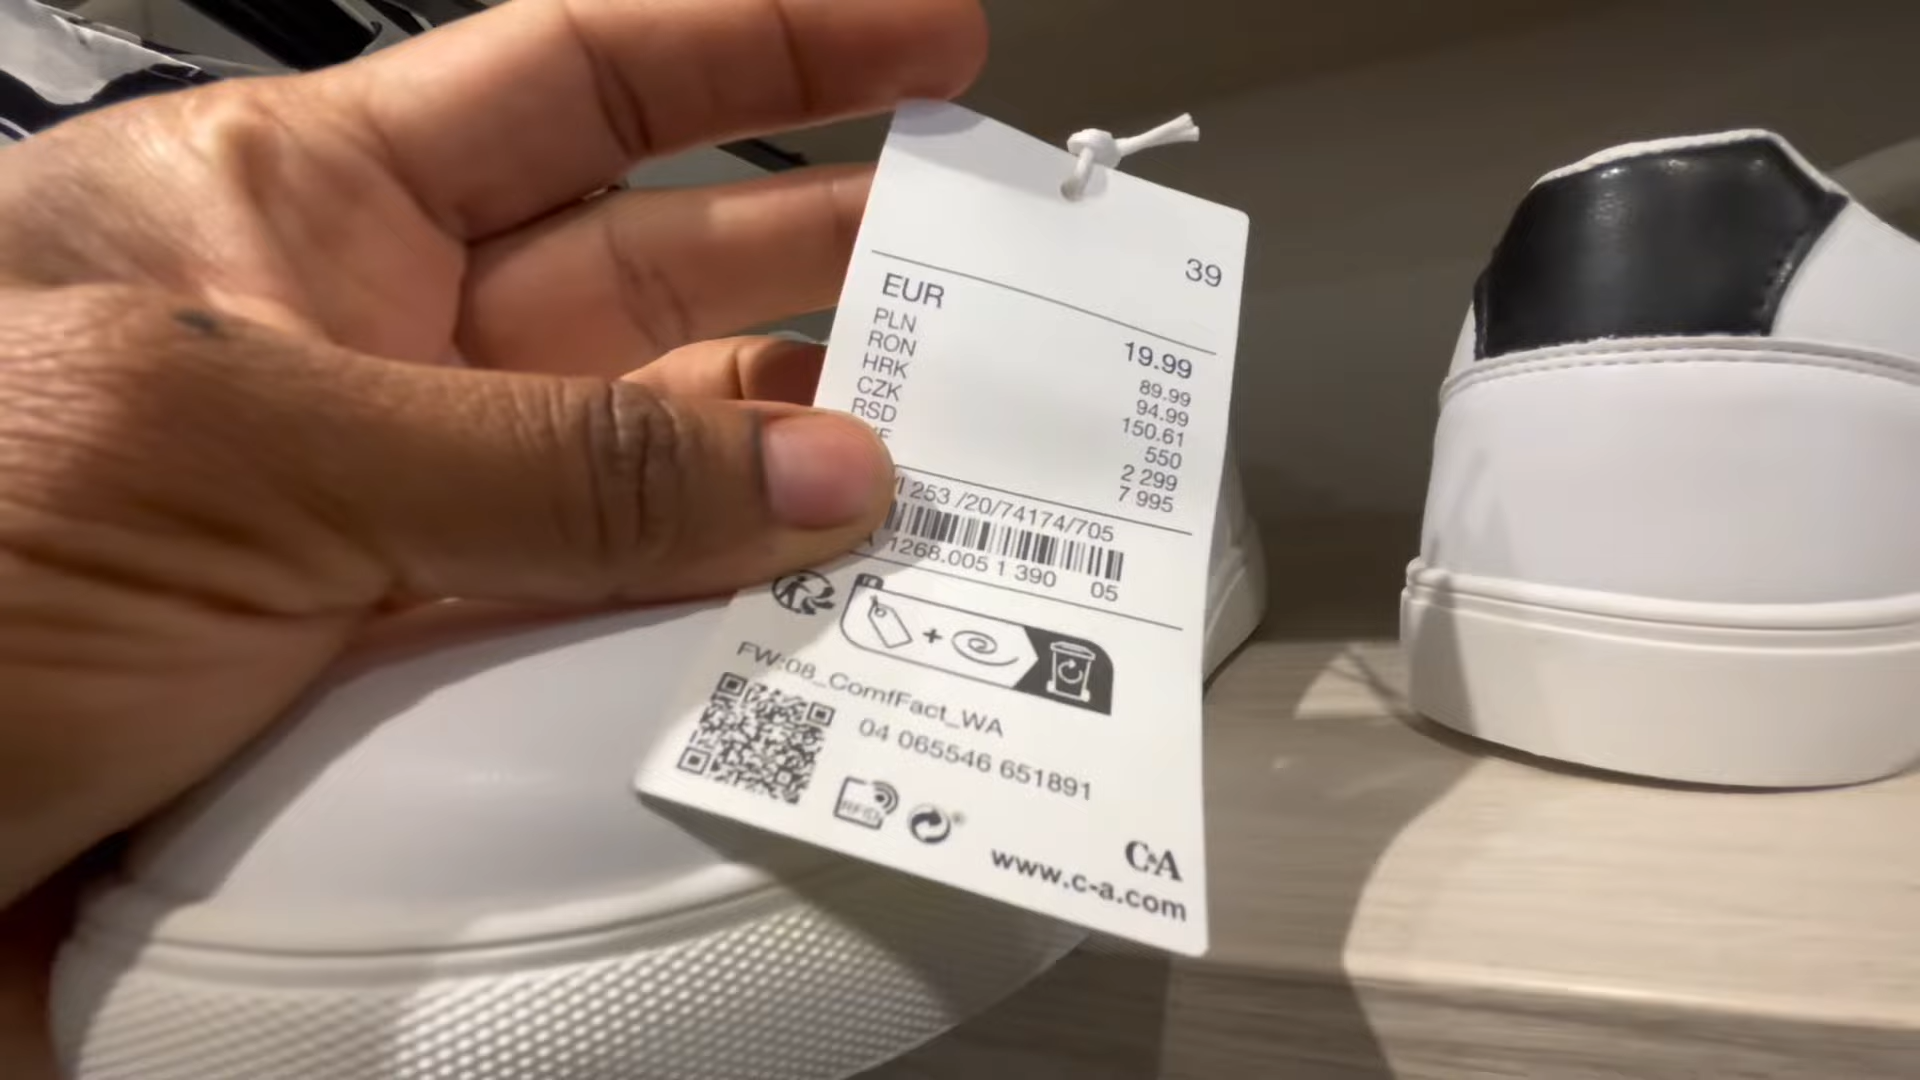 39
EUR 19.99
PLN 89.99
RON 94.99
HRK 150.61
CZK 550
RSD 2 299
7 995
253 /20/74174/705
1268.005 1 390 05
FW:08_ComfFact_WA
04 065546 651891
RFID
C&A
www.c-a.com